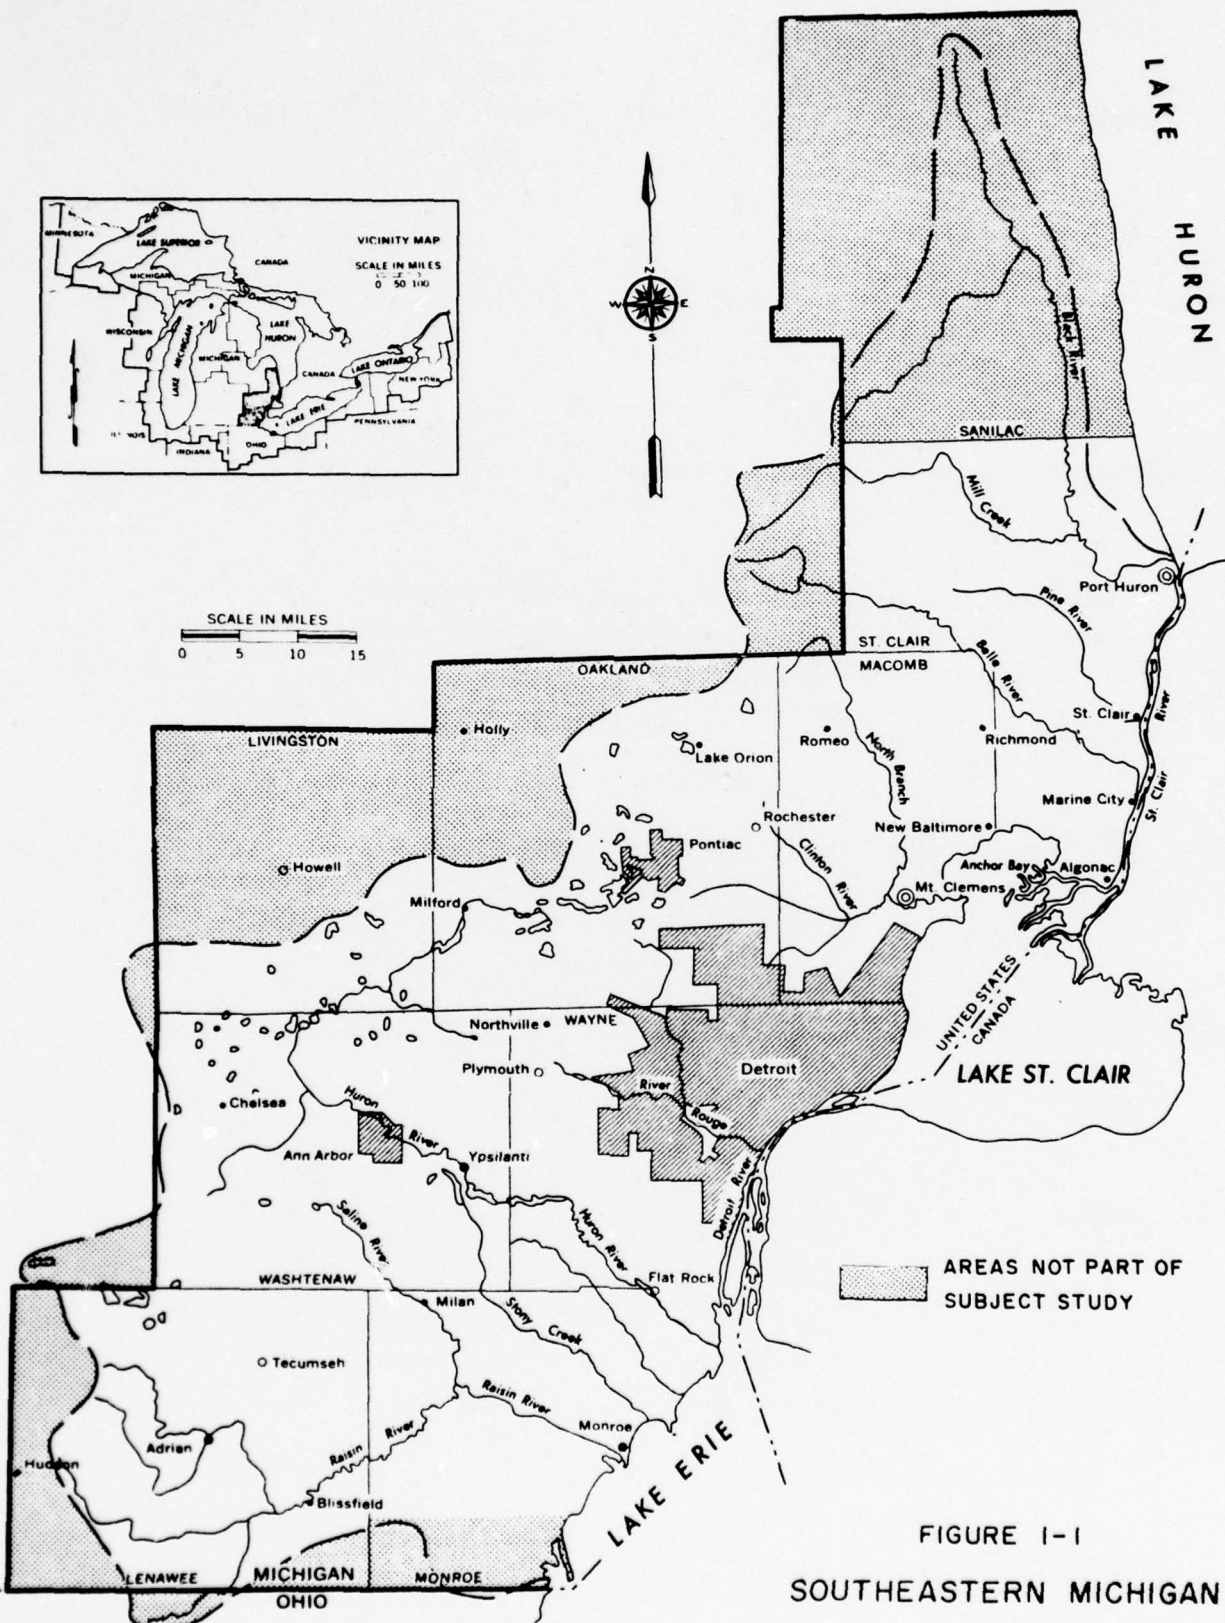 LAKE
HURON
VICINITY MAP
SCALE IN MILES
0 50 100
MINNESOTA
LAKE SUPERIOR
CANADA
MICHIGAN
WISCONSIN
LAKE MICHIGAN
MICHIGAN
LAKE
HURON
CANADA
LAKE ONTARIO
NEW YORK
LAKE ERIE
PENNSYLVANIA
INDIANA
OHIO
N
W E
S
Black River
SANILAC
Mill
Creek
Port Huron
Pine River
SCALE IN MILES
0 5 10 15
ST. CLAIR
MACOMB
OAKLAND
Belle River
St. Clair
St. Clair River
LIVINGSTON
Holly
Lake Orion
Romeo
North Branch
Richmond
Marine City
Rochester
New Baltimore
Pontiac
Clinton River
Howell
Anchor Bay
Algonac
Milford
Mt. Clemens
UNITED STATES
CANADA
Northville
WAYNE
Plymouth
Detroit
LAKE ST. CLAIR
River
Rouge
Chelsea
Huron River
Ann Arbor
Ypsilanti
Detroit River
Saline River
Huron River
WASHTENAW
Flat Rock
AREAS NOT PART OF
SUBJECT STUDY
Milan
Stony Creek
Tecumseh
Raisin River
Monroe
Adrian
Raisin River
Hudson
Blissfield
LAKE ERIE
LENAWEE
MICHIGAN
MONROE
OHIO
FIGURE 1-1
SOUTHEASTERN MICHIGAN